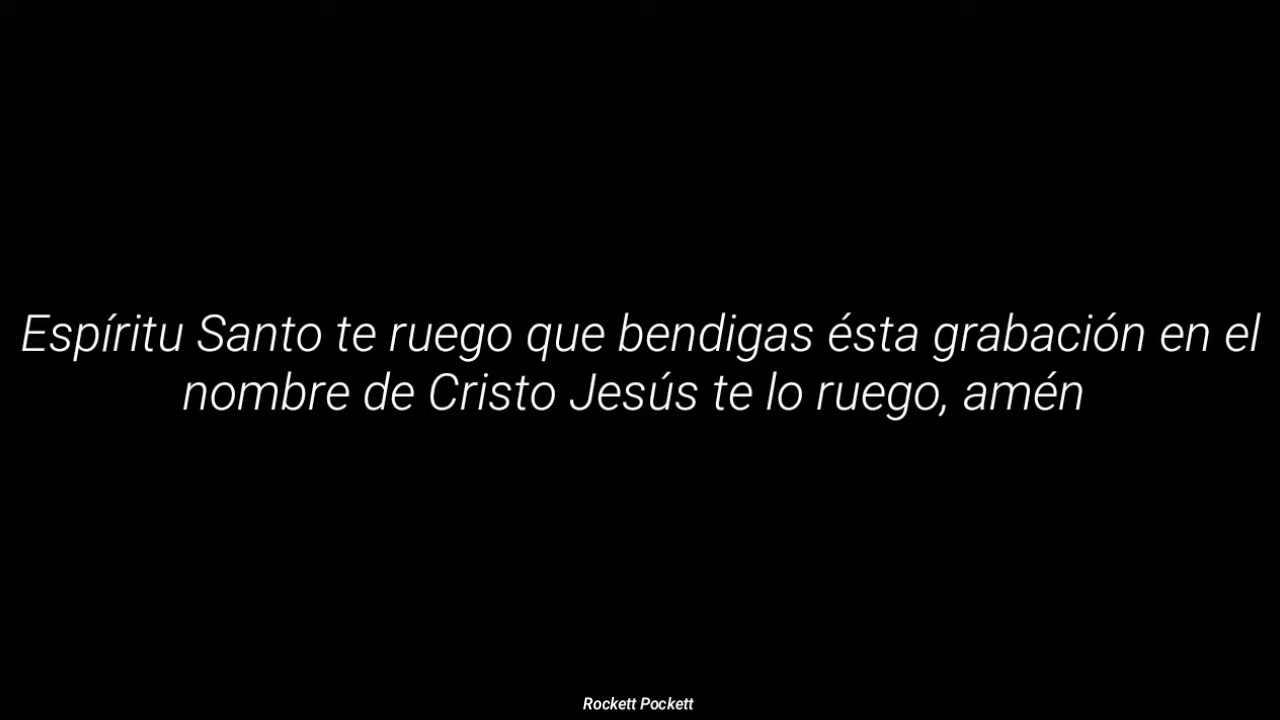 Espíritu Santo te ruego que bendigas ésta grabación en el
nombre de Cristo Jesús te lo ruego, amén
Rockett Pockett